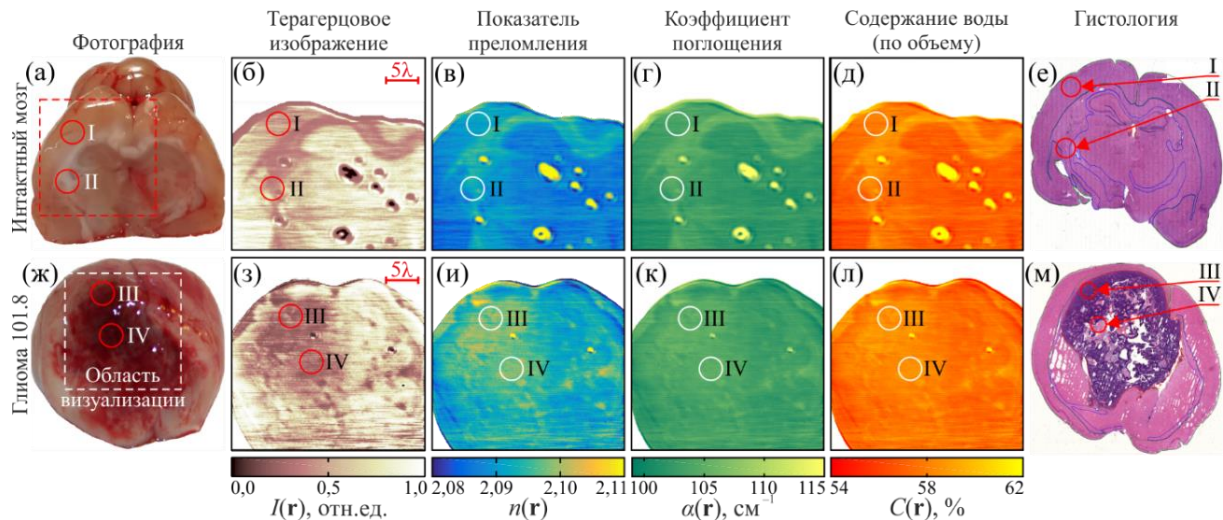 Фотография
Терагерцовое
изображение
Показатель
преломления
Коэффициент
поглощения
Содержание воды
(по объему)
Гистология
Интактный мозг
(а)
I
II
(б)
5λ
I
II
(в)
I
II
(г)
I
II
(д)
I
II
(е)
I
II
Глиома 101.8
(ж)
III
IV
Область
визуализации
(з)
5λ
III
IV
(и)
III
IV
(к)
III
IV
(л)
III
IV
(м)
III
IV
0,0 0,5 1,0
I(r), отн.ед.
2,08 2,09 2,10 2,11
n(r)
100 105 110 115
α(r), см⁻¹
54 58 62
C(r), %